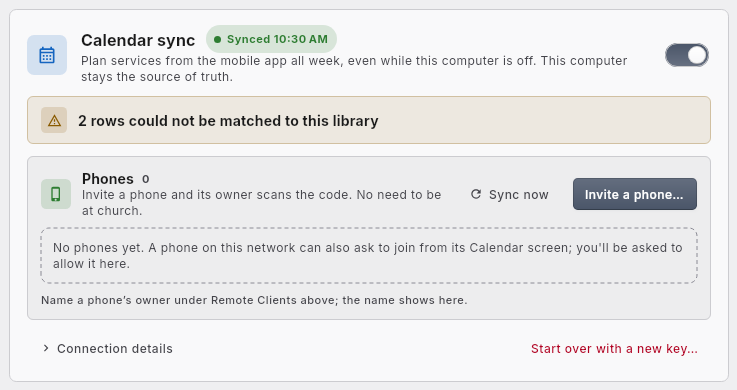 Calendar sync
Synced 10:30 AM
Plan services from the mobile app all week, even while this computer is off. This computer
stays the source of truth.
2 rows could not be matched to this library
Phones 0
Invite a phone and its owner scans the code. No need to be
at church.
Sync now
Invite a phone...
No phones yet. A phone on this network can also ask to join from its Calendar screen; you'll be asked to
allow it here.
Name a phone's owner under Remote Clients above; the name shows here.
Connection details
Start over with a new key...